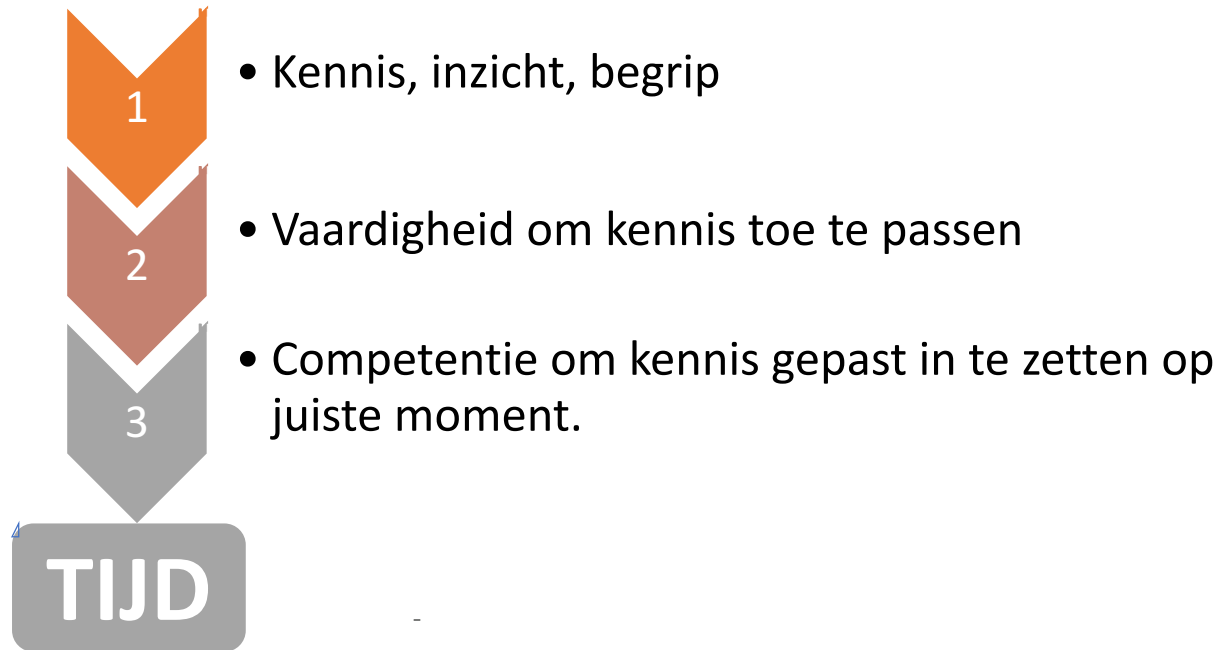 1
• Kennis, inzicht, begrip
2
• Vaardigheid om kennis toe te passen
3
• Competentie om kennis gepast in te zetten op
juiste moment.
TIJD
-